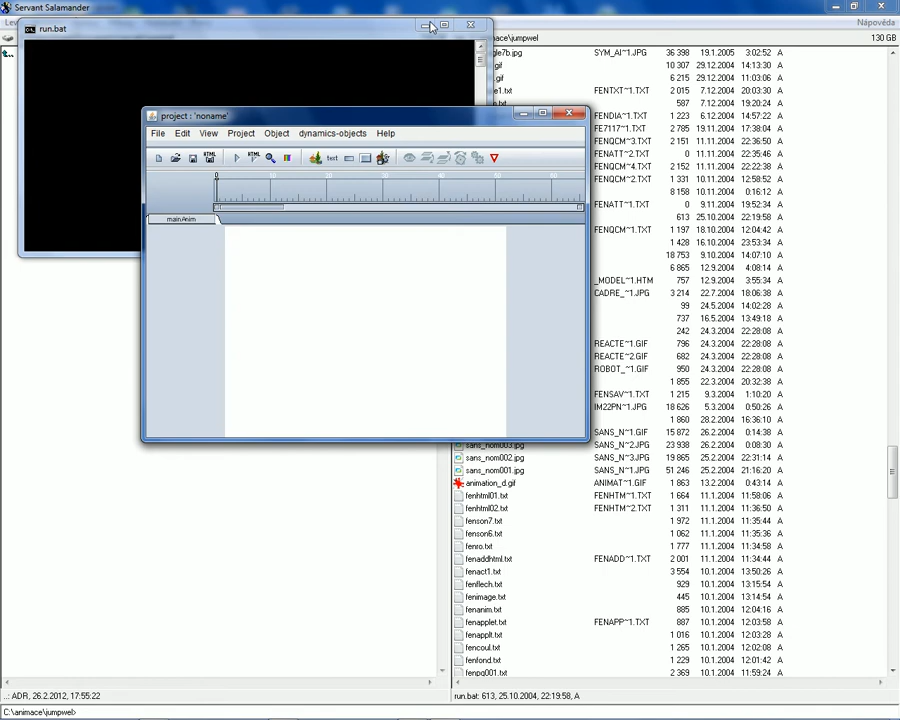 Servant Salamander
Nápověda
run.bat
animace/jumpwel
130 GB
project : 'noname'
File Edit View Project Object dynamics-objects Help
HTML HTML text
0 10 20 30 40 50 60
mainAnim
gle7b.jpg SYM_AI~1.JPG 36 398 19.1.2005 3:02:52 A
.gif 10 307 29.12.2004 14:13:30 A
.gif 6 215 29.12.2004 11:03:06 A
e1.txt FENTXT~1.TXT 2 015 7.12.2004 20:03:30 A
587 7.12.2004 19:20:24 A
FENDIA~1 1 223 6.12.2004 14:57:22 A
FE7117~1 2 785 19.11.2004 17:38:04 A
FENQCM~3.TXT 2 151 11.11.2004 22:36:50 A
FENATT~2.TXT 0 11.11.2004 22:35:46 A
FENQCM~4.TXT 2 152 11.11.2004 22:22:38 A
FENQCM~2.TXT 1 331 10.11.2004 12:58:52 A
8 158 10.11.2004 0:16:12 A
FENATT~1.TXT 0 9.11.2004 19:52:34 A
613 25.10.2004 22:19:58 A
FENQCM~1.TXT 1 197 18.10.2004 12:04:42 A
1 428 16.10.2004 23:53:34 A
18 753 9.10.2004 14:07:10 A
6 865 12.9.2004 4:08:14 A
_MODEL~1.HTM 757 12.9.2004 3:55:34 A
CADRE_~1.JPG 3 214 22.7.2004 18:06:38 A
99 24.5.2004 14:02:28 A
737 16.5.2004 13:49:18 A
242 24.3.2004 22:28:08 A
REACTE~1.GIF 796 24.3.2004 22:28:08 A
REACTE~2.GIF 682 24.3.2004 22:28:08 A
ROBOT_~1.GIF 950 24.3.2004 22:28:08 A
1 855 22.3.2004 20:32:38 A
FENSAV~1.TXT 1 215 9.3.2004 1:10:20 A
IM22PN~1.JPG 18 626 5.3.2004 0:50:26 A
1 860 28.2.2004 16:36:10 A
SANS_N~1.GIF 15 872 26.2.2004 0:14:38 A
sans_nom003.jpg SANS_N~2.JPG 23 938 26.2.2004 0:08:30 A
sans_nom002.jpg SANS_N~3.JPG 19 865 25.2.2004 22:31:14 A
sans_nom001.jpg SANS_N~1.JPG 51 246 25.2.2004 21:16:20 A
animation_d.gif ANIMAT~1.GIF 1 863 13.2.2004 0:43:14 A
fenhtml01.txt FENHTM~1.TXT 1 664 11.1.2004 11:58:06 A
fenhtml02.txt FENHTM~2.TXT 1 311 11.1.2004 11:36:50 A
fenson7.txt 1 972 11.1.2004 11:35:44 A
fenson6.txt 1 062 11.1.2004 11:35:36 A
fenro.txt 1 777 11.1.2004 11:34:58 A
fenaddhtml.txt FENADD~1.TXT 2 001 11.1.2004 11:34:44 A
fenact1.txt 3 554 10.1.2004 13:50:26 A
fenflech.txt 929 10.1.2004 13:15:54 A
fenimage.txt 445 10.1.2004 13:14:54 A
fenanim.txt 885 10.1.2004 12:04:16 A
fenapplet.txt FENAPP~1.TXT 887 10.1.2004 12:03:58 A
fenapplt.txt 1 016 10.1.2004 12:03:28 A
fencoul.txt 1 265 10.1.2004 12:02:08 A
fenfond.txt 1 259 10.1.2004 12:01:42 A
fenpg001.txt 2 369 10.1.2004 11:59:24 A
..: ADR, 26.2.2012, 17:55:22
run.bat: 613, 25.10.2004, 22:19:58, A
C:\animace\jumpwel>